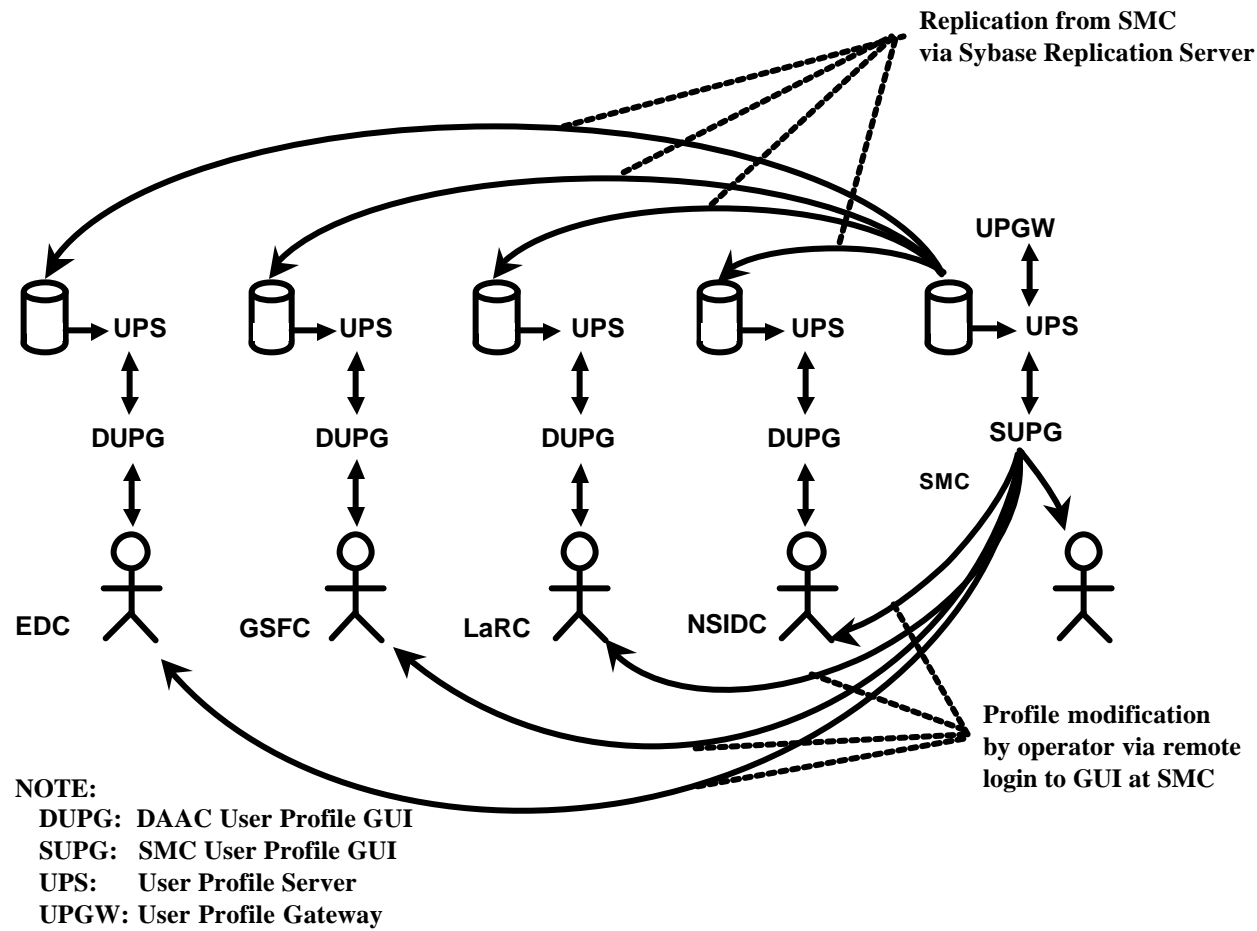 Replication from SMC
via Sybase Replication Server
UPGW
UPS
UPS
UPS
UPS
UPS
DUPG
DUPG
DUPG
DUPG
SUPG
SMC
EDC
GSFC
LaRC
NSIDC
Profile modification
by operator via remote
login to GUI at SMC
NOTE:
DUPG: DAAC User Profile GUI
SUPG: SMC User Profile GUI
UPS: User Profile Server
UPGW: User Profile Gateway